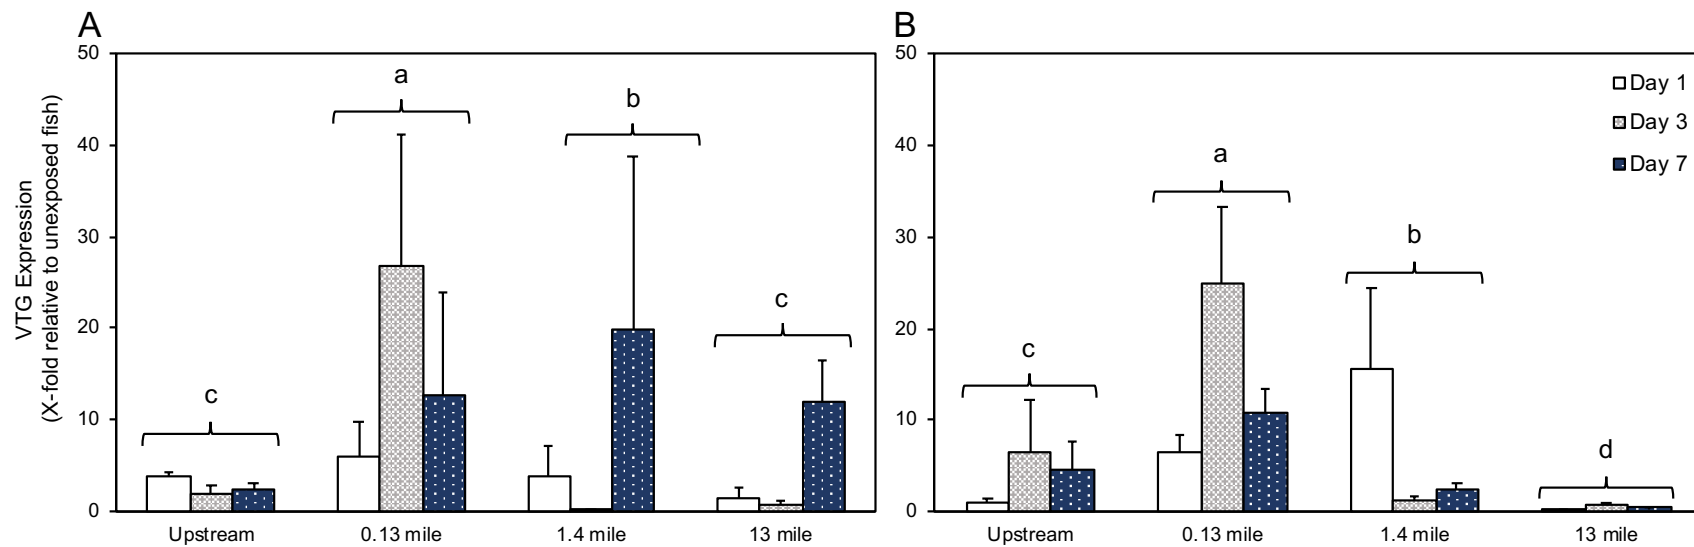 A
B
VTG Expression
(X-fold relative to unexposed fish)
50
40
30
20
10
0
a
b
c
c
Upstream
0.13 mile
1.4 mile
13 mile
50
40
30
20
10
0
a
b
c
d
Day 1
Day 3
Day 7
Upstream
0.13 mile
1.4 mile
13 mile